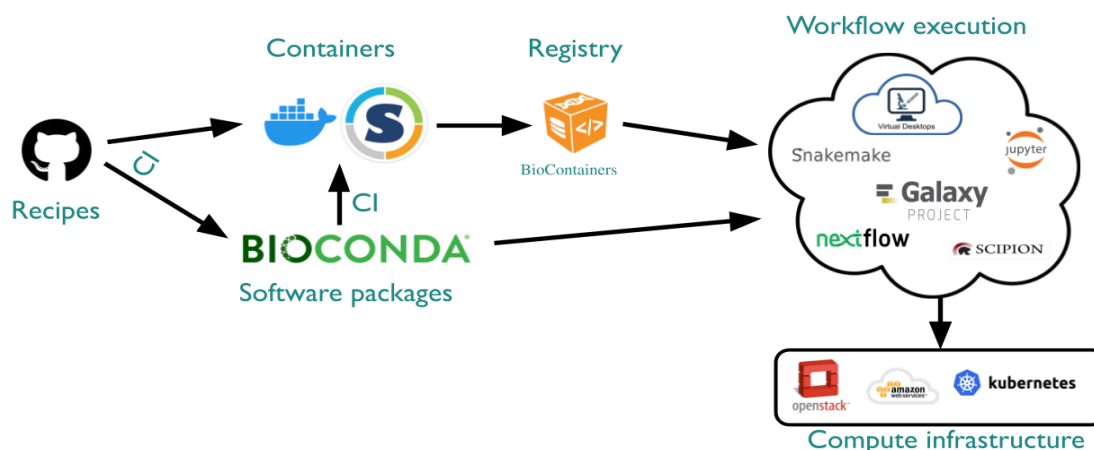 Workflow execution
Containers
Registry
Virtual Desktops
Snakemake
jupyter
CI
S
</>
BioContainers
Galaxy
PROJECT
Recipes
CI
BIOCONDA
nextflow
SCIPION
Software packages
openstack
amazon
webservices
kubernetes
Compute infrastructure